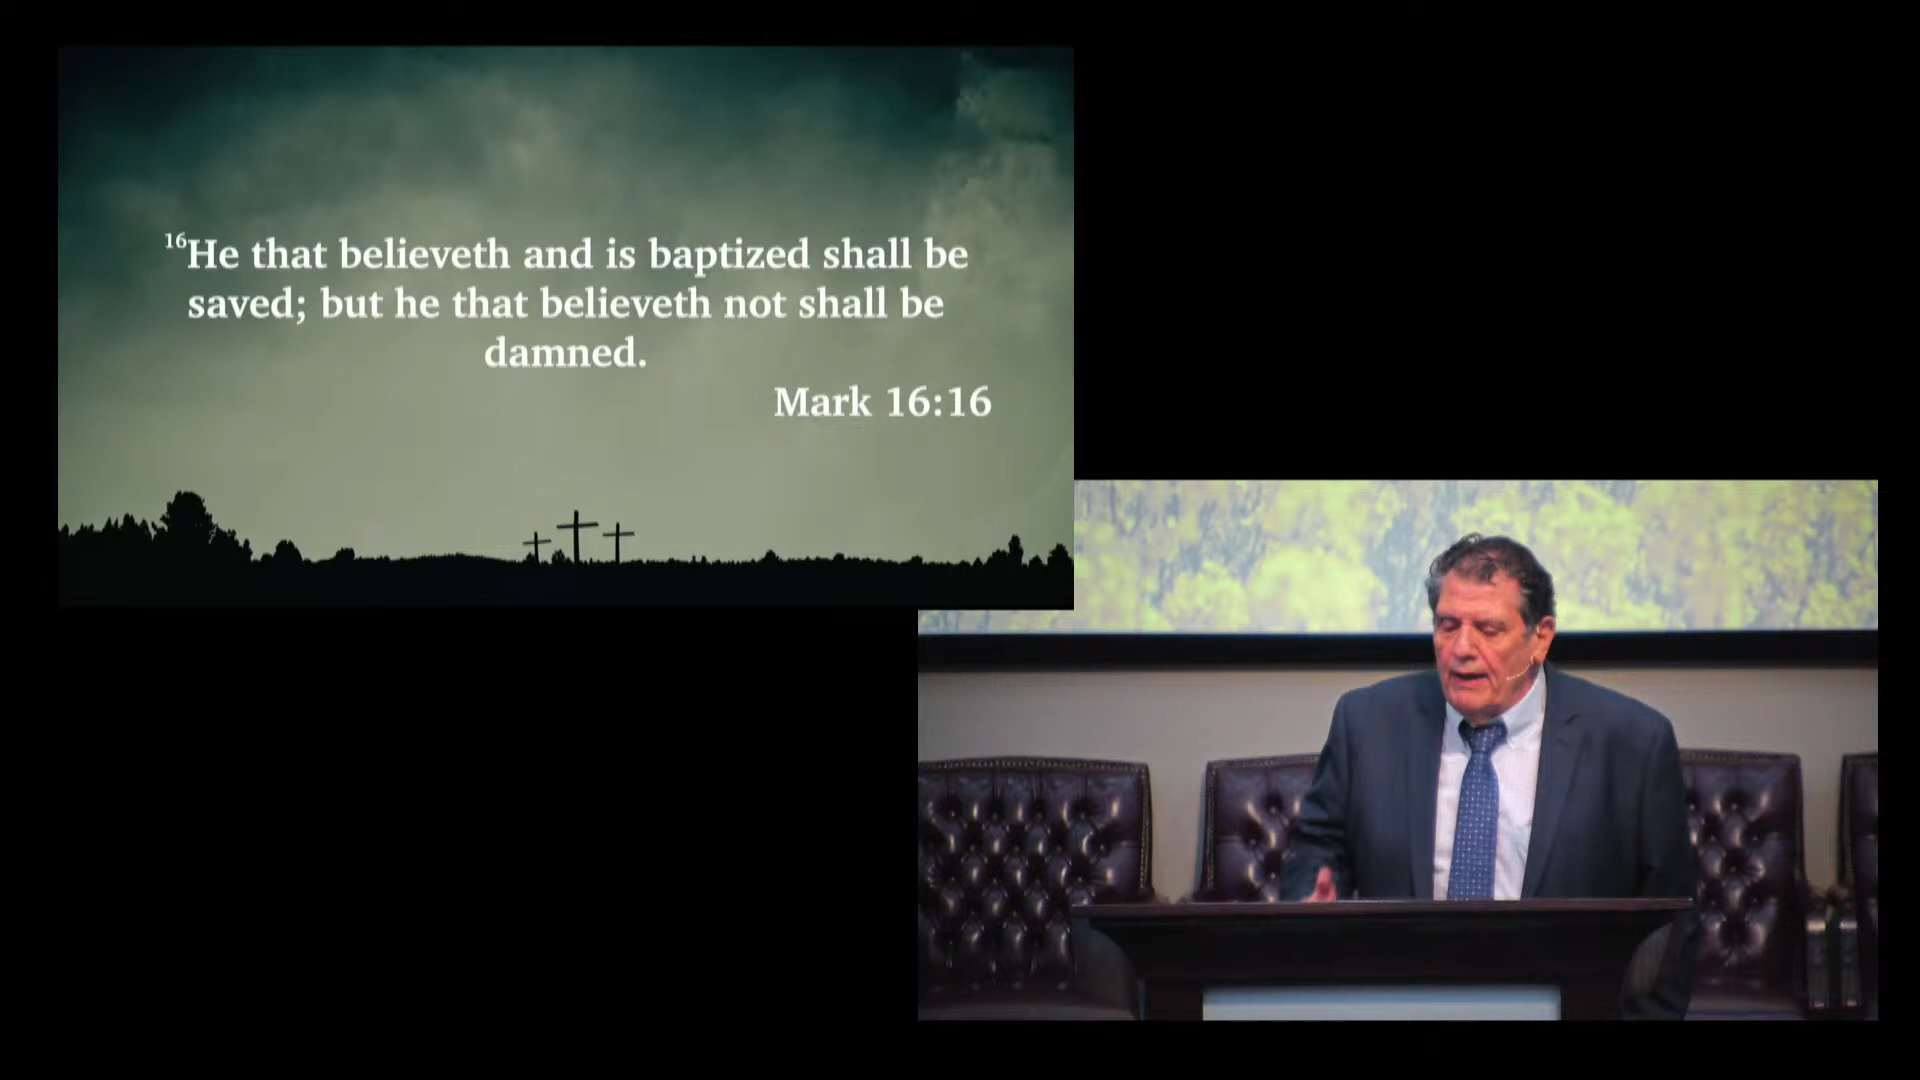 ¹⁶He that believeth and is baptized shall be
saved; but he that believeth not shall be
damned.
Mark 16:16